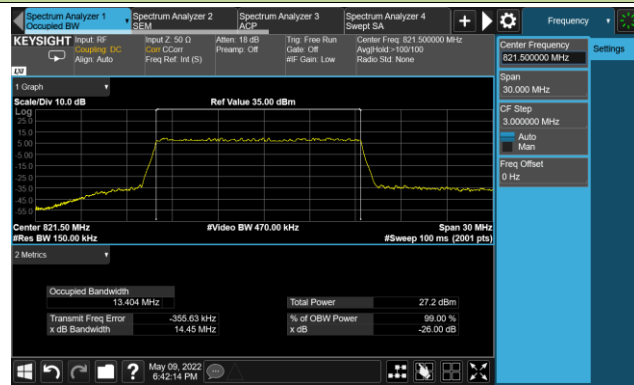 Spectrum Analyzer 1
Occupied BW
Spectrum Analyzer 2
SEM
Spectrum Analyzer 3
ACP
Spectrum Analyzer 4
Swept SA
Frequency
KEYSIGHT
Input: RF
Coupling: DC
Align: Auto
Input Z: 50 Ω
Corr CCorr
Freq Ref: Int (S)
Atten: 18 dB
Preamp: Off
Trig: Free Run
Gate: Off
#IF Gain: Low
Center Freq: 821.500000 MHz
Avg|Hold:>100/100
Radio Std: None
LXI
1 Graph
Scale/Div 10.0 dB
Ref Value 35.00 dBm
Log
25.0
15.0
5.00
-5.00
-15.0
-25.0
-35.0
-45.0
-55.0
Center 821.50 MHz
#Video BW 470.00 kHz
Span 30 MHz
#Res BW 150.00 kHz
#Sweep 100 ms (2001 pts)
2 Metrics
Occupied Bandwidth
13.404 MHz
Total Power
27.2 dBm
Transmit Freq Error
-355.63 kHz
% of OBW Power
99.00 %
x dB Bandwidth
14.45 MHz
x dB
-26.00 dB
Center Frequency
821.500000 MHz
Settings
Span
30.000 MHz
CF Step
3.000000 MHz
Auto
Man
Freq Offset
0 Hz
?
May 09, 2022
6:42:14 PM